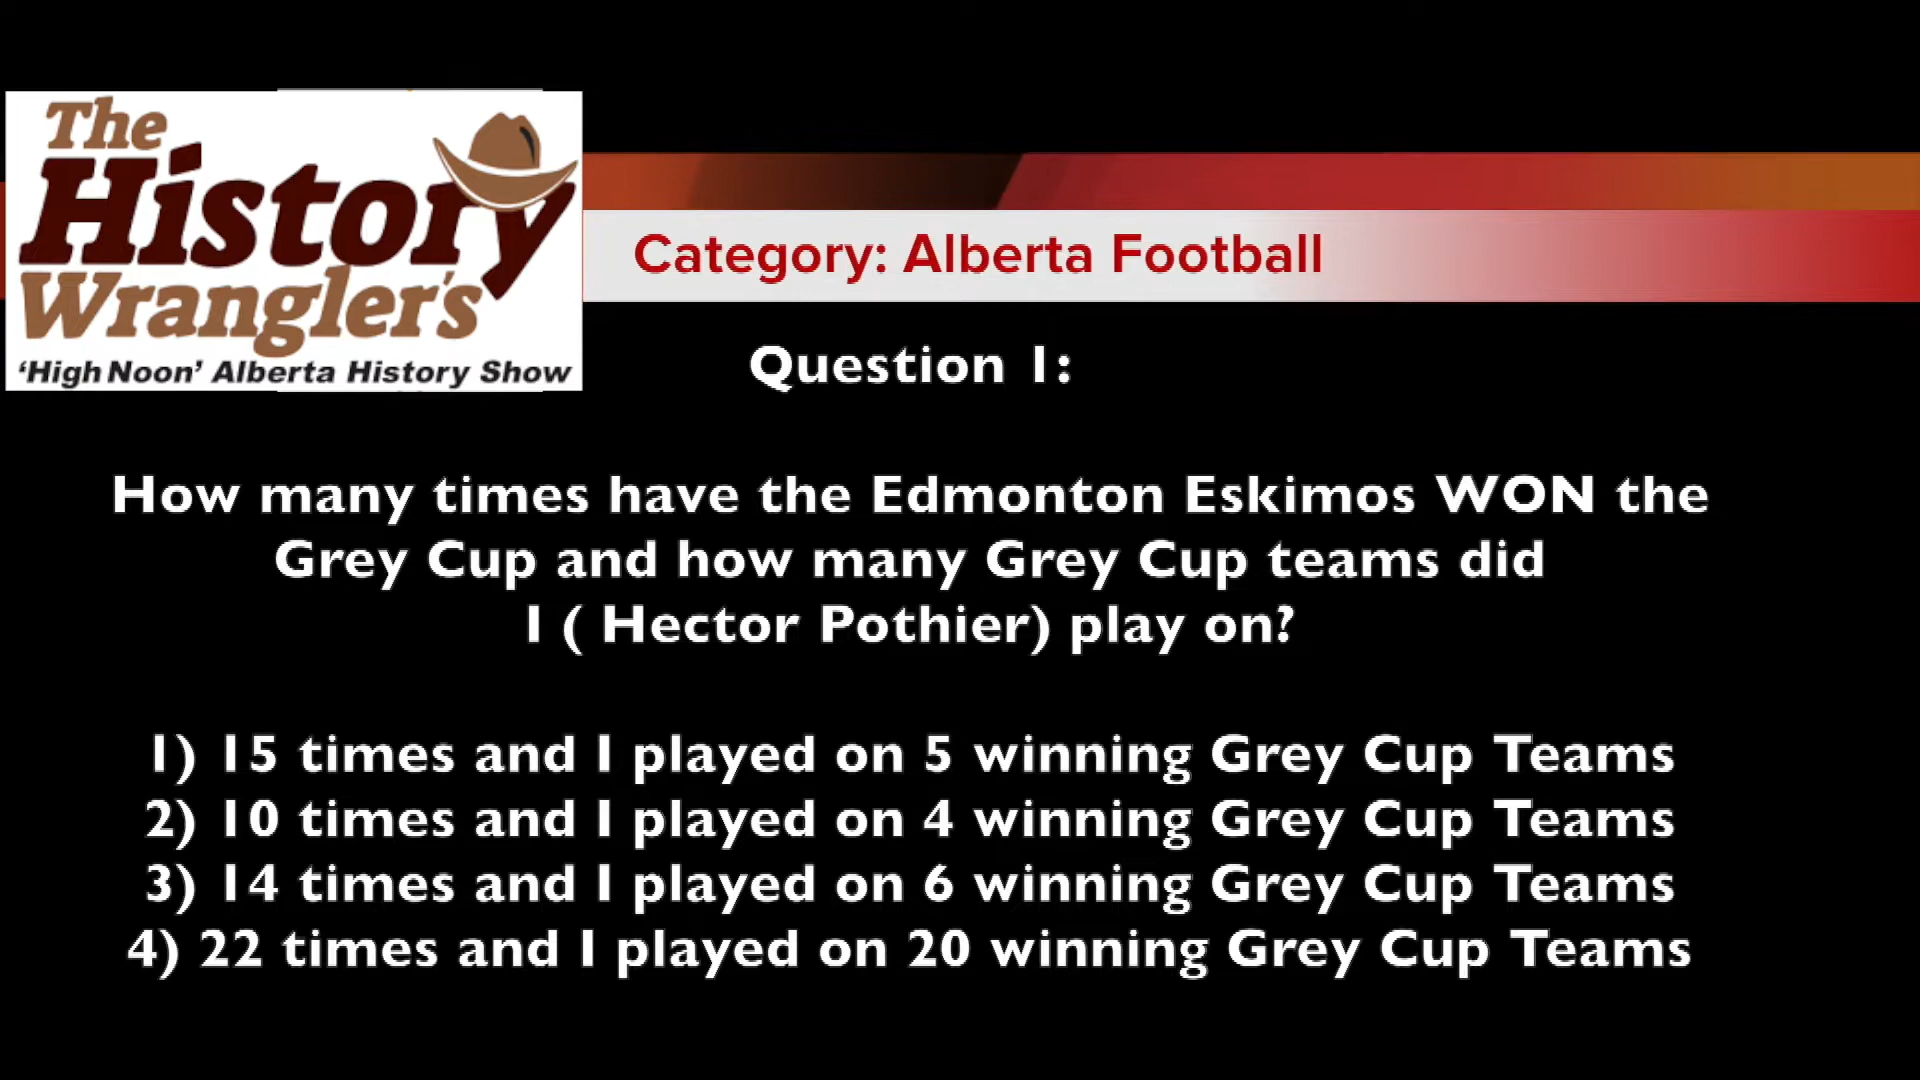 The
History
Wrangler's
'High Noon' Alberta History Show
Category: Alberta Football
Question 1:
How many times have the Edmonton Eskimos WON the
Grey Cup and how many Grey Cup teams did
I ( Hector Pothier) play on?
1) 15 times and I played on 5 winning Grey Cup Teams
2) 10 times and I played on 4 winning Grey Cup Teams
3) 14 times and I played on 6 winning Grey Cup Teams
4) 22 times and I played on 20 winning Grey Cup Teams